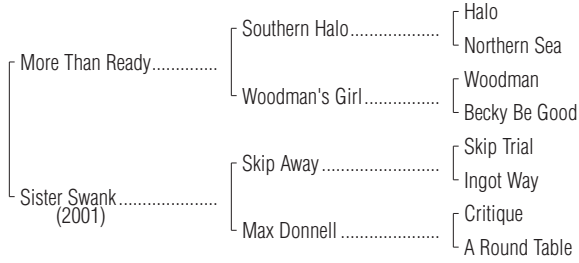 Halo
Southern Halo
Northern Sea
More Than Ready
Woodman
Woodman's Girl
Becky Be Good
Skip Trial
Skip Away
Ingot Way
Sister Swank
(2001)
Critique
Max Donnell
A Round Table